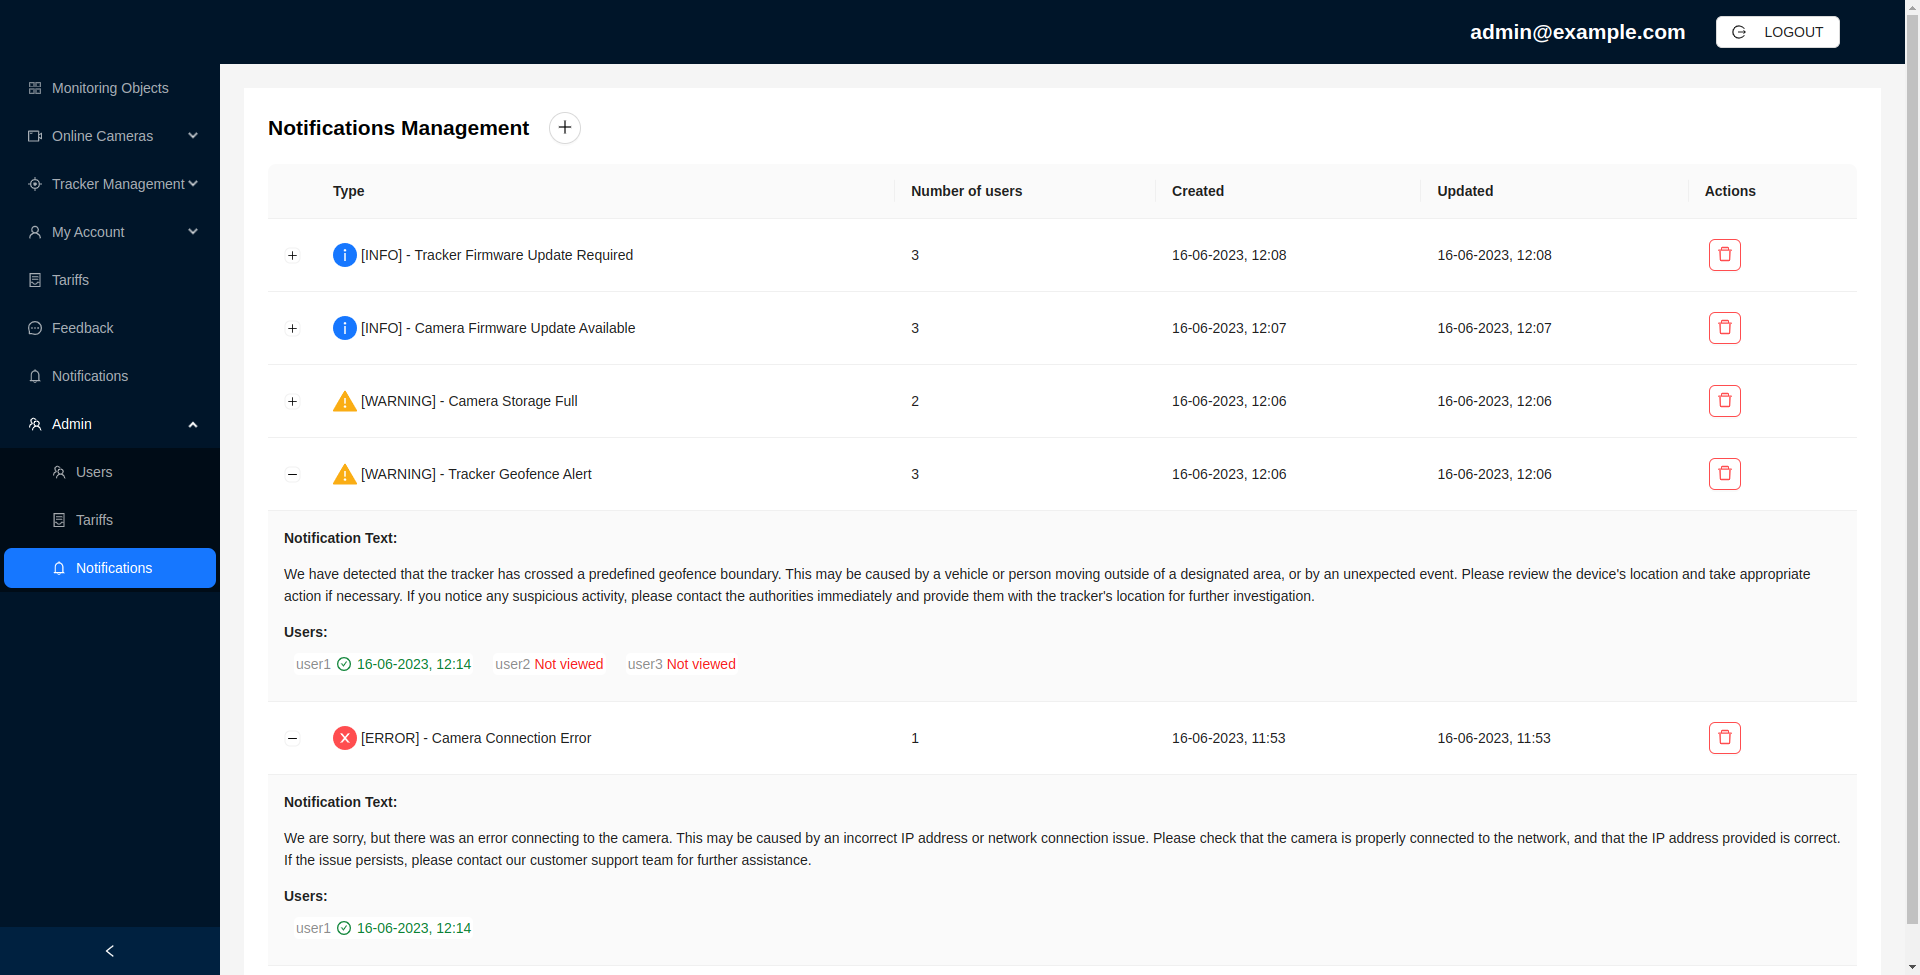 admin@example.com
LOGOUT
Monitoring Objects
Online Cameras
Tracker Management
My Account
Tariffs
Feedback
Notifications
Admin
Users
Tariffs
Notifications
Notifications Management
Type Number of users Created Updated Actions
[INFO] - Tracker Firmware Update Required 3 16-06-2023, 12:08 16-06-2023, 12:08
[INFO] - Camera Firmware Update Available 3 16-06-2023, 12:07 16-06-2023, 12:07
[WARNING] - Camera Storage Full 2 16-06-2023, 12:06 16-06-2023, 12:06
[WARNING] - Tracker Geofence Alert 3 16-06-2023, 12:06 16-06-2023, 12:06
Notification Text:
We have detected that the tracker has crossed a predefined geofence boundary. This may be caused by a vehicle or person moving outside of a designated area, or by an unexpected event. Please review the device's location and take appropriate
action if necessary. If you notice any suspicious activity, please contact the authorities immediately and provide them with the tracker's location for further investigation.
Users:
user1 16-06-2023, 12:14 user2 Not viewed user3 Not viewed
[ERROR] - Camera Connection Error 1 16-06-2023, 11:53 16-06-2023, 11:53
Notification Text:
We are sorry, but there was an error connecting to the camera. This may be caused by an incorrect IP address or network connection issue. Please check that the camera is properly connected to the network, and that the IP address provided is correct.
If the issue persists, please contact our customer support team for further assistance.
Users:
user1 16-06-2023, 12:14